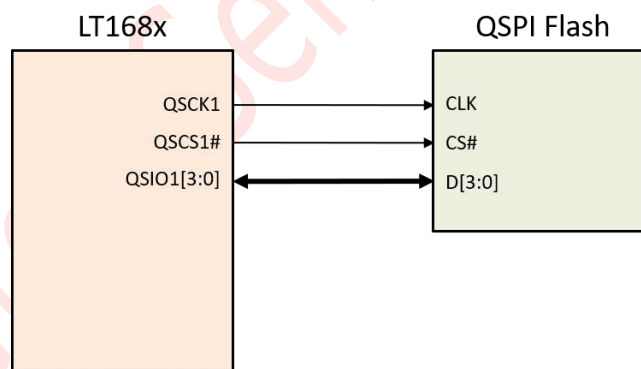 LT168x QSPI Flash
QSCK1 CLK
QSCS1# CS#
QSIO1[3:0] D[3:0]